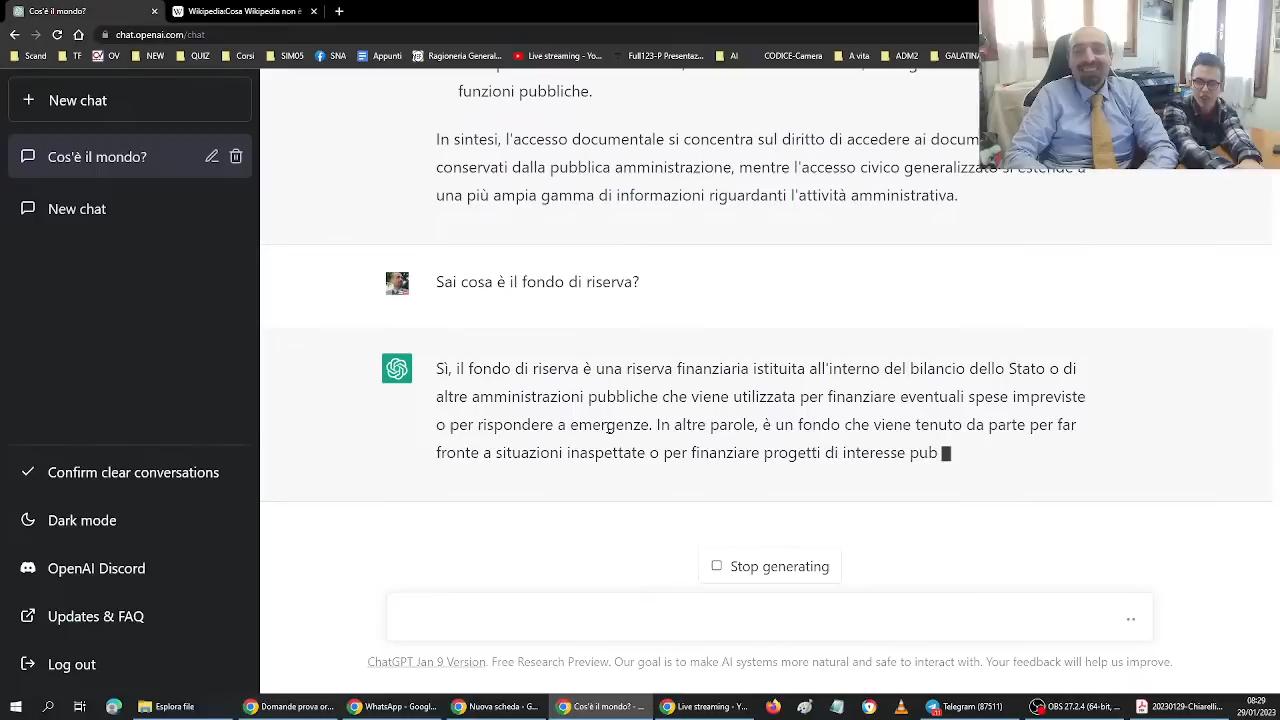 Cos'è il mondo?
Wikipedia:Cosa Wikipedia non è
chat.openai.com/chat
Scand
TF
OV
NEW
QUIZ
Corsi
SIM05
SNA
Appunti
Ragioneria General...
Live streaming - Yo...
Full123-P Presentaz...
AI
CODICE-Camera
A vita
ADM2
GALATINA
New chat
Cos'è il mondo?
New chat
Confirm clear conversations
Dark mode
OpenAI Discord
Updates & FAQ
Log out
funzioni pubbliche.
In sintesi, l'accesso documentale si concentra sul diritto di accedere ai docum
conservati dalla pubblica amministrazione, mentre l'accesso civico generalizzato si estende a
una più ampia gamma di informazioni riguardanti l'attività amministrativa.
Sai cosa è il fondo di riserva?
Sì, il fondo di riserva è una riserva finanziaria istituita all'interno del bilancio dello Stato o di
altre amministrazioni pubbliche che viene utilizzata per finanziare eventuali spese impreviste
o per rispondere a emergenze. In altre parole, è un fondo che viene tenuto da parte per far
fronte a situazioni inaspettate o per finanziare progetti di interesse pub
Stop generating
ChatGPT Jan 9 Version. Free Research Preview. Our goal is to make AI systems more natural and safe to interact with. Your feedback will help us improve.
Esplora file
Domande prova or...
WhatsApp - Googl...
Nuova scheda - G...
Cos'è il mondo? - ...
Live streaming - Y...
Telegram (87511)
OBS 27.2.4 (64-bit, ...
20230129-Chiarelli...
08:29
29/01/2023